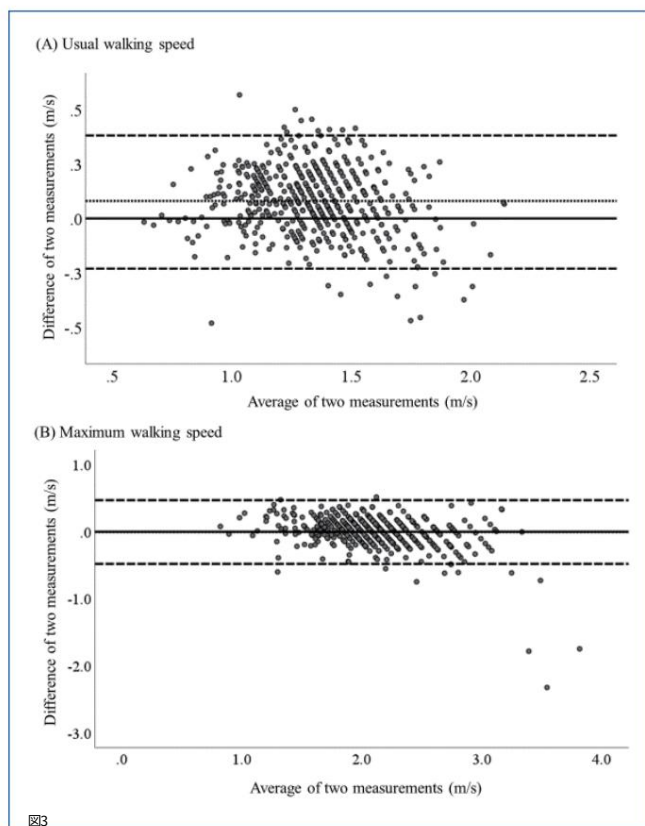 (A) Usual walking speed
Difference of two measurements (m/s)
.5
.3
.0
-.3
-.5
.5
1.0
1.5
2.0
2.5
Average of two measurements (m/s)
(B) Maximum walking speed
Difference of two measurements (m/s)
1.0
.0
-1.0
-2.0
-3.0
.0
1.0
2.0
3.0
4.0
Average of two measurements (m/s)
図3